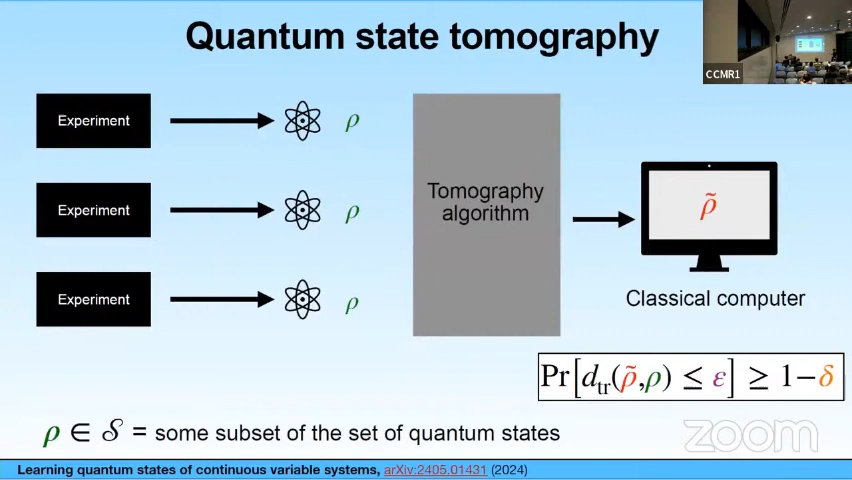 Quantum state tomography
CCMR1
Experiment
ρ
Experiment
ρ
Experiment
ρ
Tomography
algorithm
ρ̃
Classical computer
Pr[d_tr(ρ̃,ρ) ≤ ε] ≥ 1−δ
ρ ∈ 𝒮 = some subset of the set of quantum states
zoom
Learning quantum states of continuous variable systems, arXiv:2405.01431 (2024)